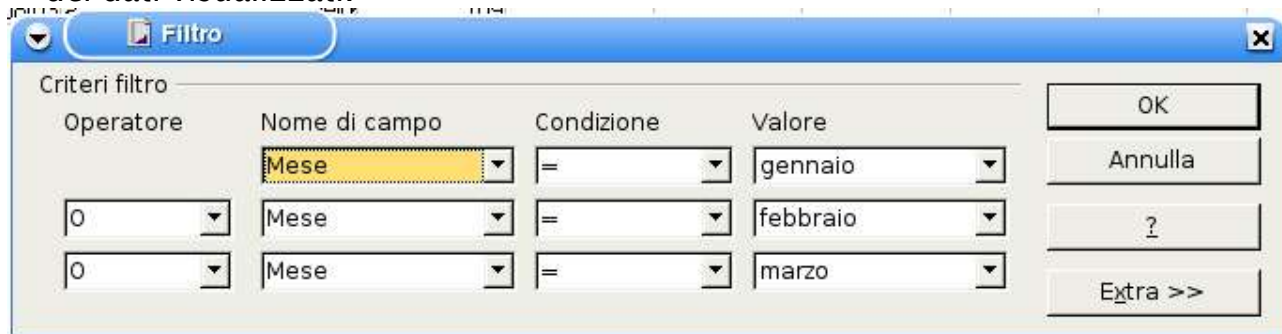 Filtro
Criteri filtro
Operatore Nome di campo Condizione Valore
Mese = gennaio
O Mese = febbraio
O Mese = marzo
OK
Annulla
?
Extra >>